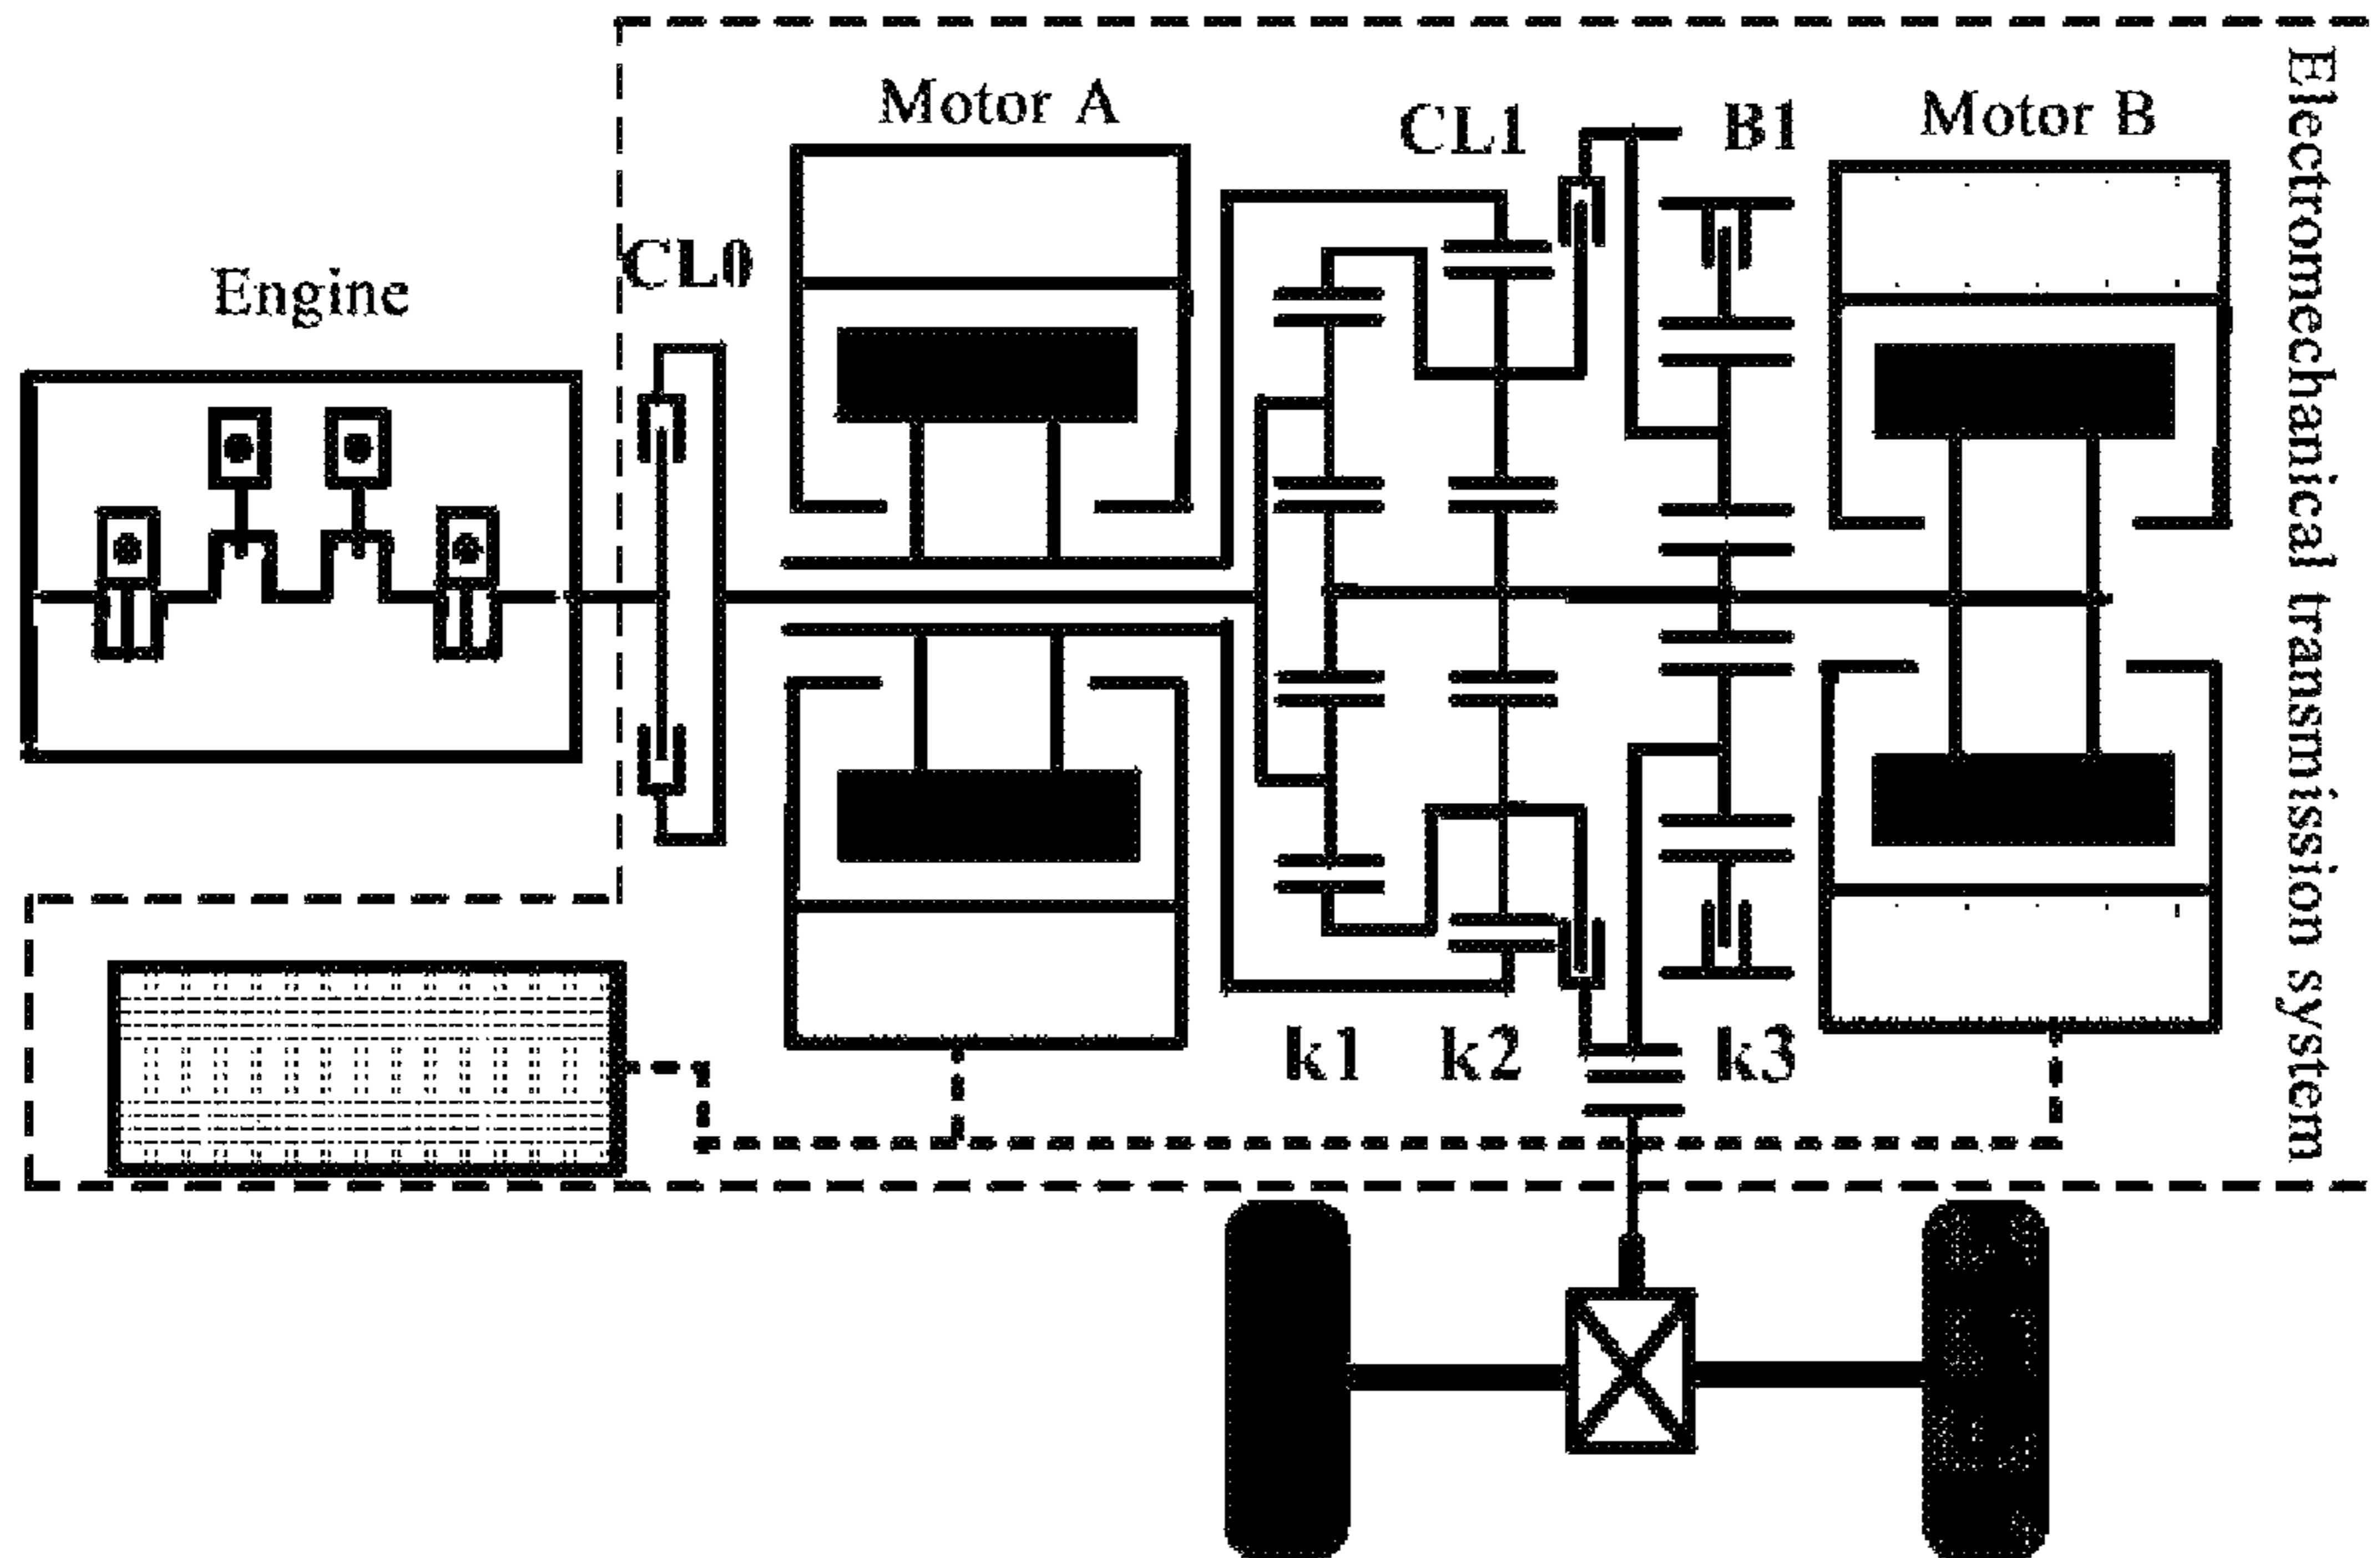 Motor A
CL1
B1
Motor B
CL0
Engine
k1
k2
k3
Electromechanical transmission system